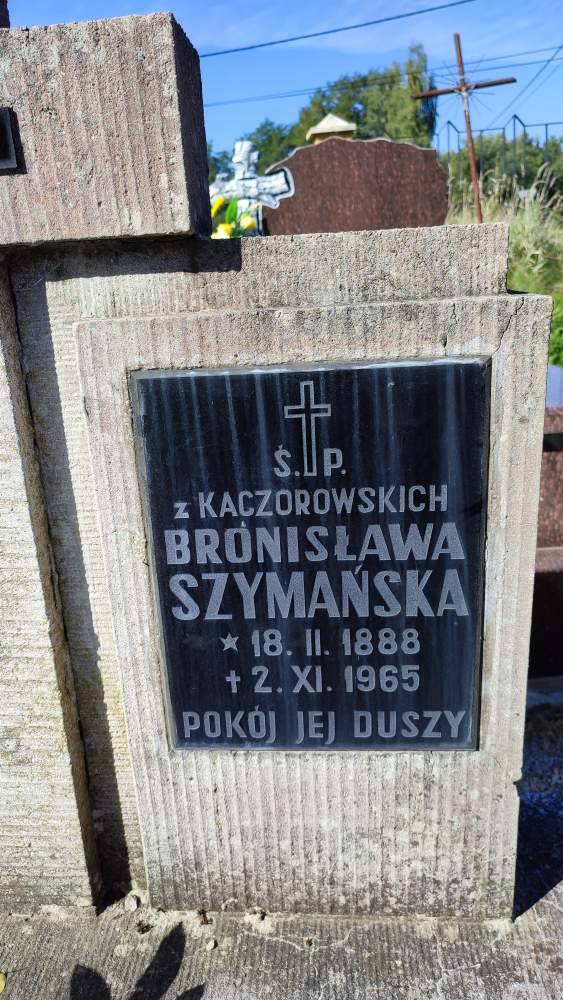 Ś. P.
z KACZOROWSKICH
BRONISŁAWA
SZYMAŃSKA
★ 18. II. 1888
✝ 2. XI. 1965
POKÓJ JEJ DUSZY